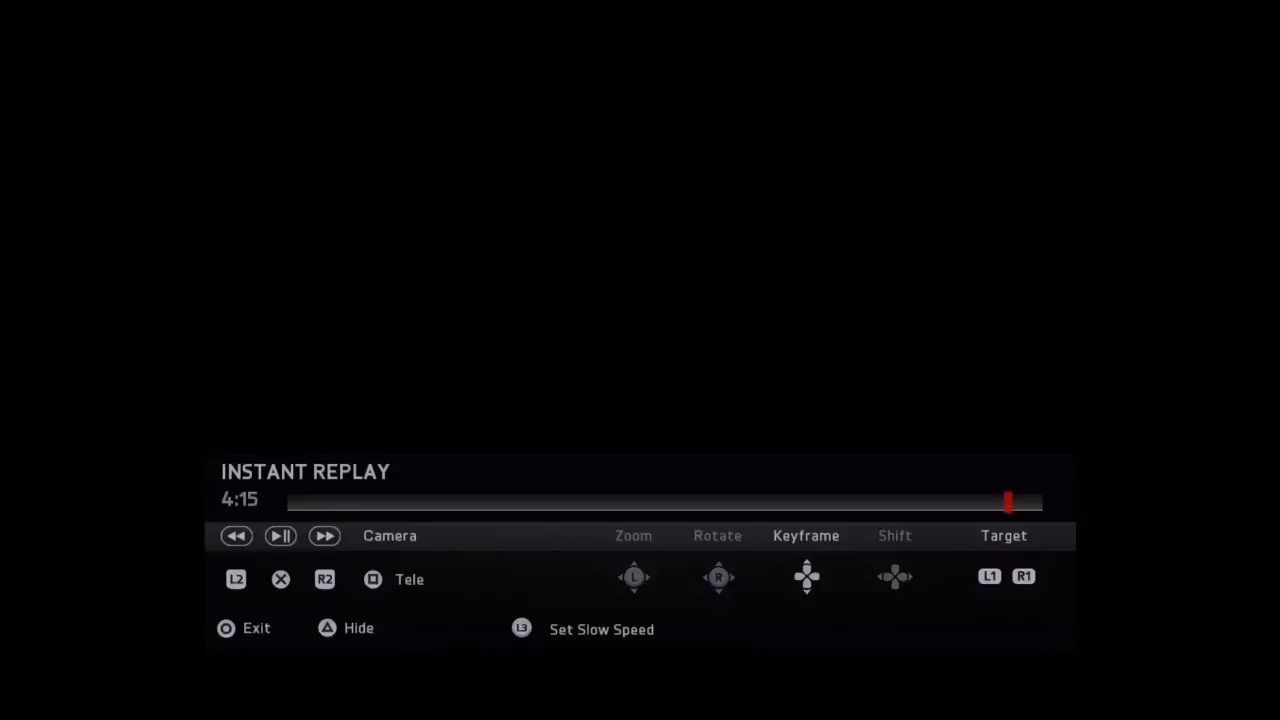 INSTANT REPLAY
4:15
Camera Zoom Rotate Keyframe Shift Target
L2 R2 Tele L R L1 R1
Exit Hide L3 Set Slow Speed